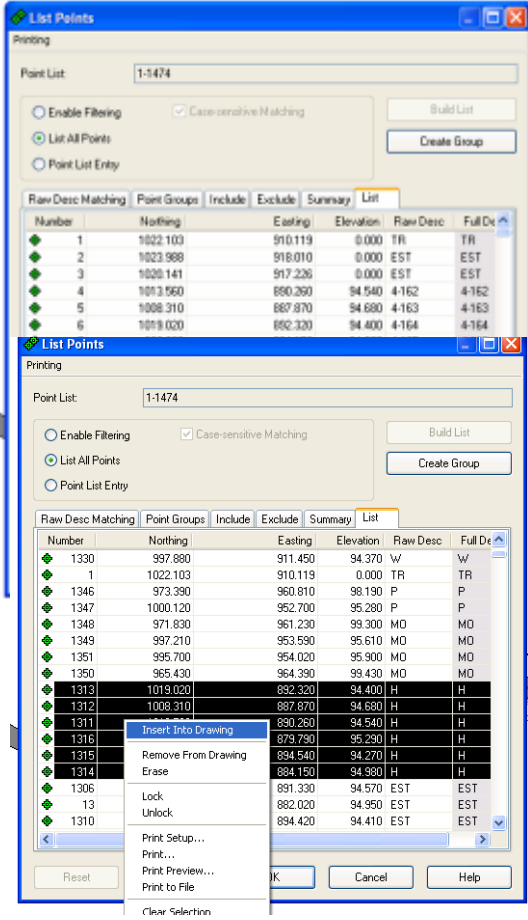 List Points
Printing
Point List: 1-1474
Enable Filtering Case-sensitive Matching Build List
List All Points Create Group
Point List Entry
Raw Desc Matching Point Groups Include Exclude Summary List
Number Northing Easting Elevation Raw Desc Full De
1 1022.103 910.119 0.000 TR TR
2 1023.988 918.010 0.000 EST EST
3 1020.141 917.226 0.000 EST EST
4 1013.560 890.260 94.540 4-162 4-162
5 1008.310 887.870 94.680 4-163 4-163
6 1019.020 892.320 94.400 4-164 4-164
List Points
Printing
Point List: 1-1474
Enable Filtering Case-sensitive Matching Build List
List All Points Create Group
Point List Entry
Raw Desc Matching Point Groups Include Exclude Summary List
Number Northing Easting Elevation Raw Desc Full De
1330 997.880 911.450 94.370 W W
1 1022.103 910.119 0.000 TR TR
1346 973.390 960.810 98.190 P P
1347 1000.120 952.700 95.280 P P
1348 971.830 961.230 99.300 MO MO
1349 997.210 953.590 95.610 MO MO
1351 995.700 954.020 95.900 MO MO
1350 965.430 964.390 99.430 MO MO
1313 1019.020 892.320 94.400 H H
1312 1008.310 887.870 94.680 H H
1311 890.260 94.540 H H
1316 879.790 95.290 H H
1315 894.540 94.270 H H
1314 884.150 94.980 H H
1306 891.330 94.570 EST EST
13 882.020 94.950 EST EST
1310 894.420 94.410 EST EST
Insert Into Drawing
Remove From Drawing
Erase
Lock
Unlock
Print Setup...
Print...
Print Preview...
Print to File
Clear Selection
Reset Cancel Help